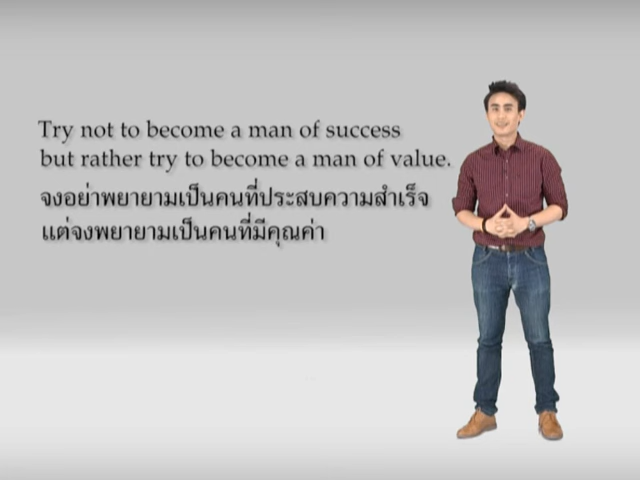 Try not to become a man of success
but rather try to become a man of value.
จงอย่าพยายามเป็นคนที่ประสบความสำเร็จ
แต่จงพยายามเป็นคนที่มีคุณค่า